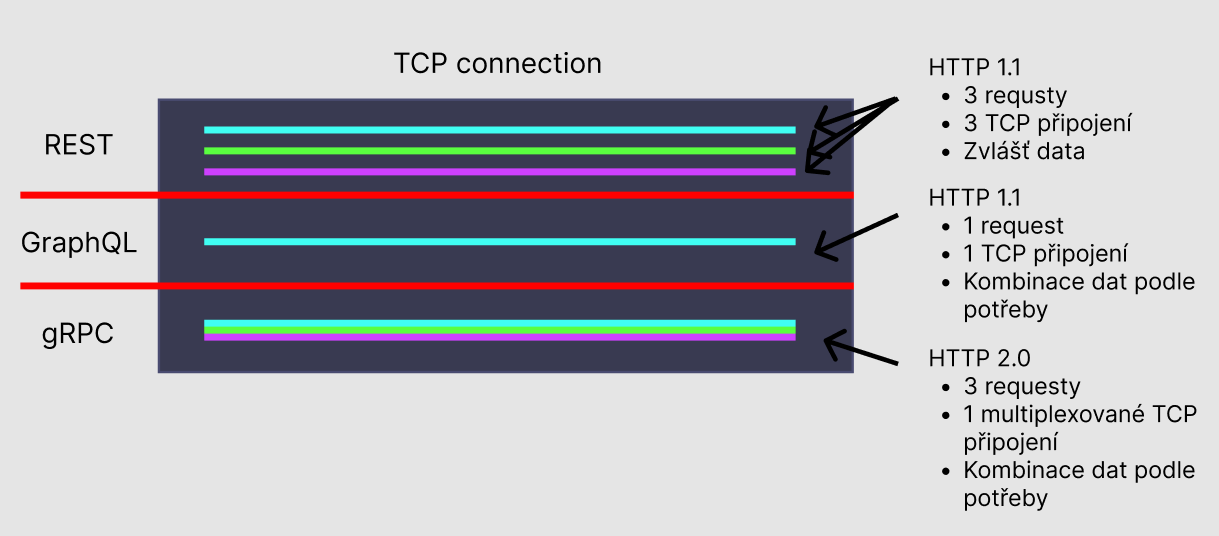 TCP connection
REST
GraphQL
gRPC
HTTP 1.1
• 3 requsty
• 3 TCP připojení
• Zvlášť data
HTTP 1.1
• 1 request
• 1 TCP připojení
• Kombinace dat podle
potřeby
HTTP 2.0
• 3 requesty
• 1 multiplexované TCP
připojení
• Kombinace dat podle
potřeby